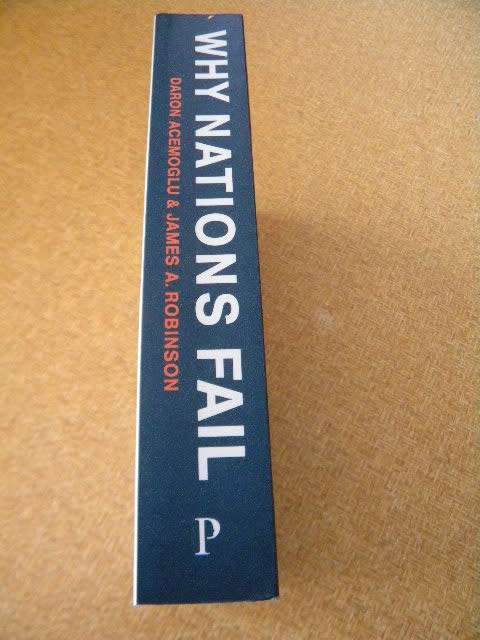 WHY NATIONS FAIL
DARON ACEMOGLU & JAMES A. ROBINSON
P